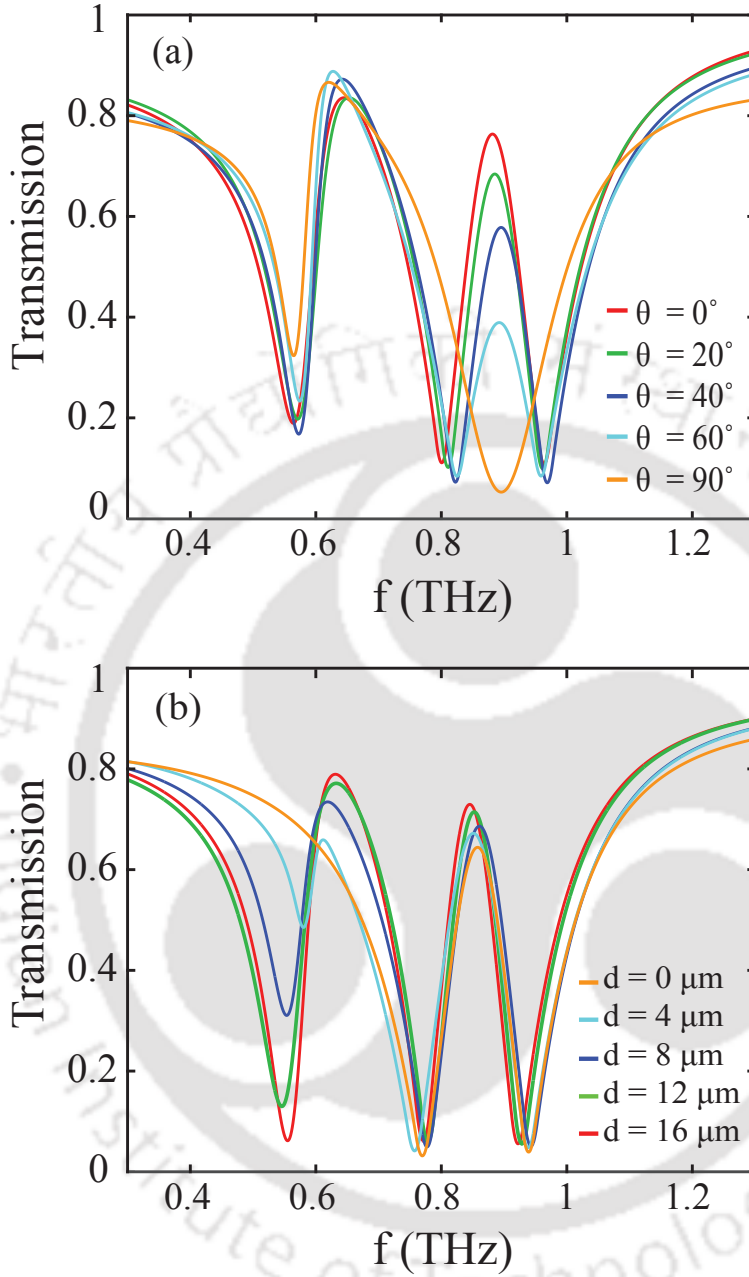 (a)
1
0.8
0.6
0.4
0.2
0
Transmission
θ = 0°
θ = 20°
θ = 40°
θ = 60°
θ = 90°
0.4 0.6 0.8 1 1.2
f (THz)
(b)
1
0.8
0.6
0.4
0.2
0
Transmission
d = 0 μm
d = 4 μm
d = 8 μm
d = 12 μm
d = 16 μm
0.4 0.6 0.8 1 1.2
f (THz)
Institute of Technology